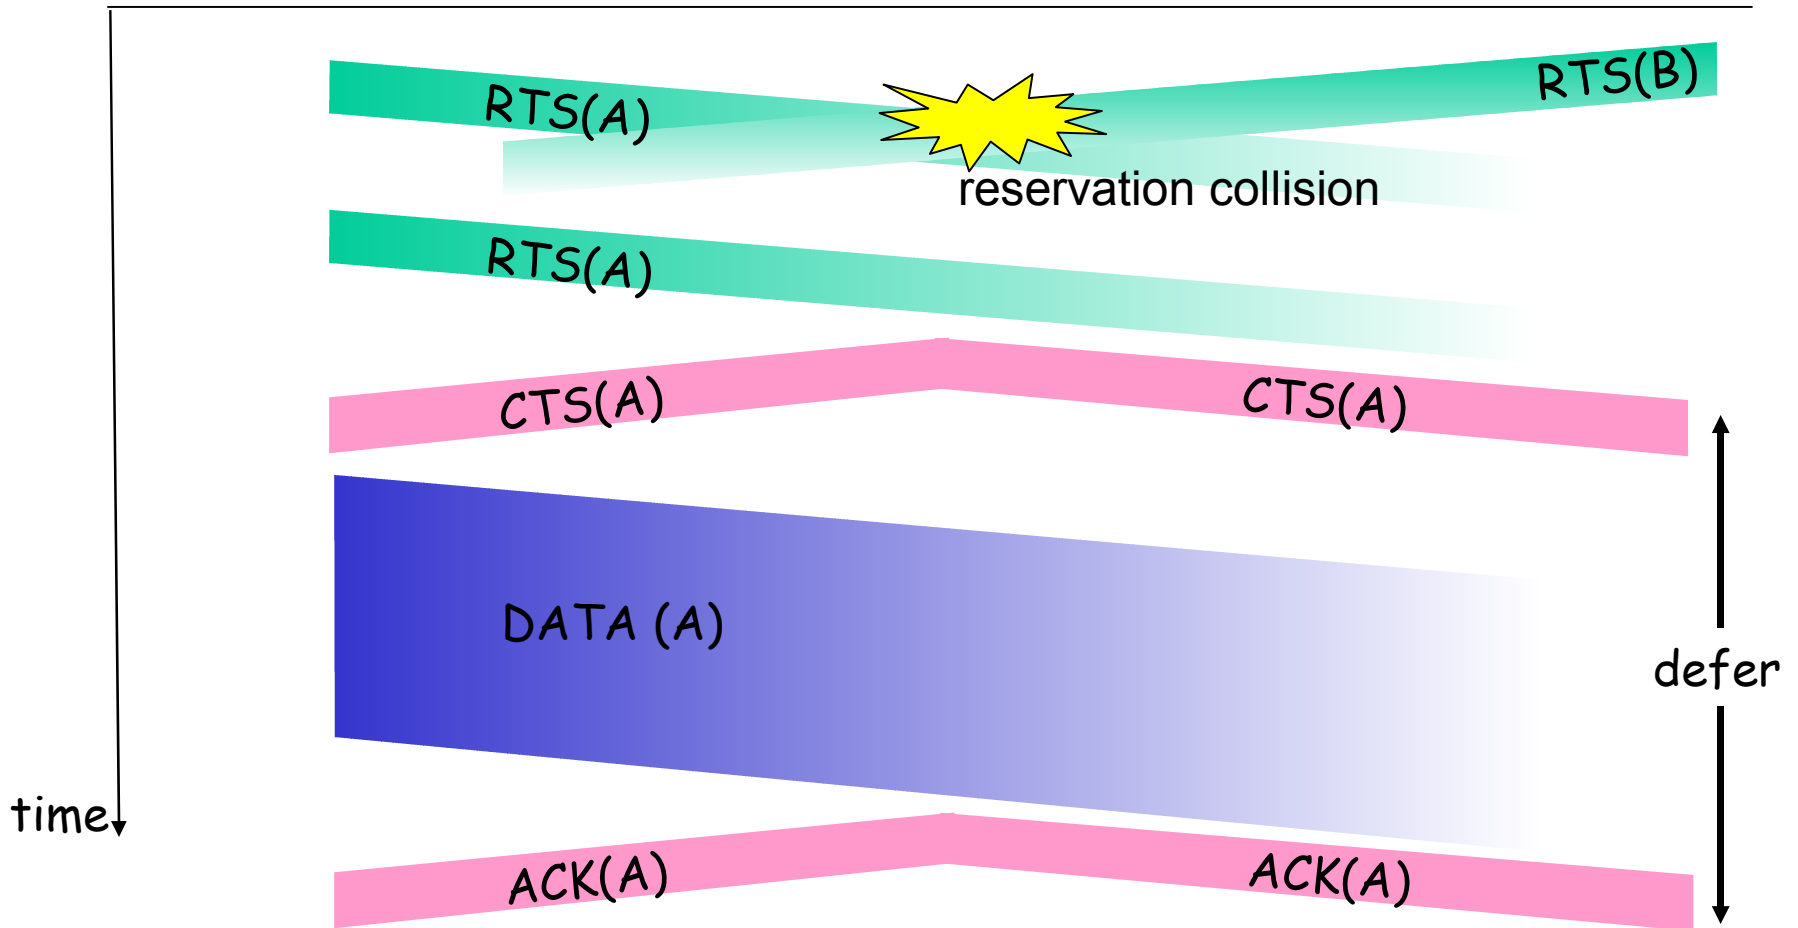 RTS(A)
RTS(B)
reservation collision
RTS(A)
CTS(A)
CTS(A)
DATA (A)
defer
time
ACK(A)
ACK(A)